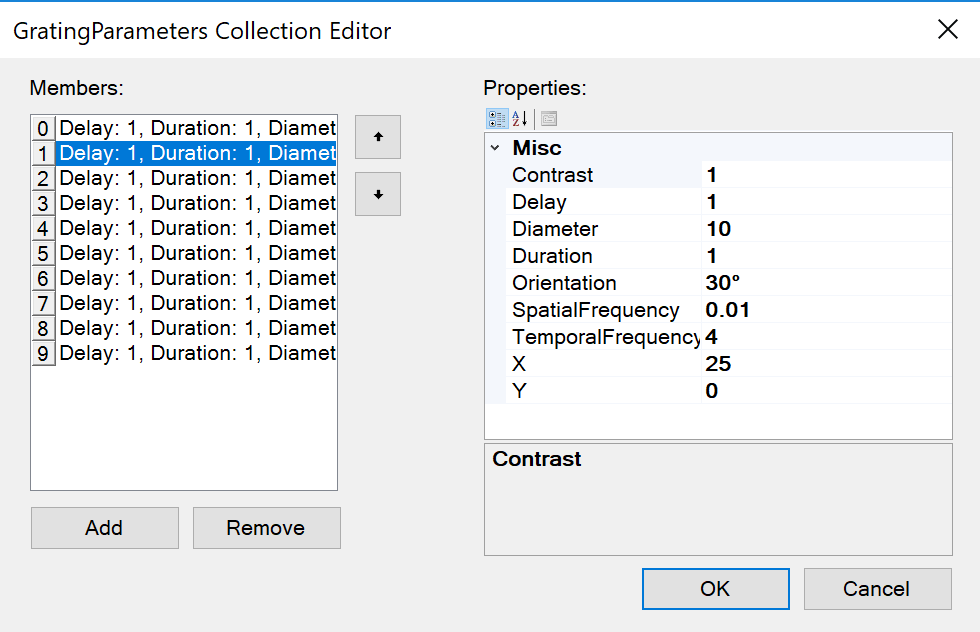 GratingParameters Collection Editor
Members:
0 Delay: 1, Duration: 1, Diamet
1 Delay: 1, Duration: 1, Diamet
2 Delay: 1, Duration: 1, Diamet
3 Delay: 1, Duration: 1, Diamet
4 Delay: 1, Duration: 1, Diamet
5 Delay: 1, Duration: 1, Diamet
6 Delay: 1, Duration: 1, Diamet
7 Delay: 1, Duration: 1, Diamet
8 Delay: 1, Duration: 1, Diamet
9 Delay: 1, Duration: 1, Diamet
Add Remove
Properties:
Misc
Contrast 1
Delay 1
Diameter 10
Duration 1
Orientation 30°
SpatialFrequency 0.01
TemporalFrequency 4
X 25
Y 0
Contrast
OK Cancel